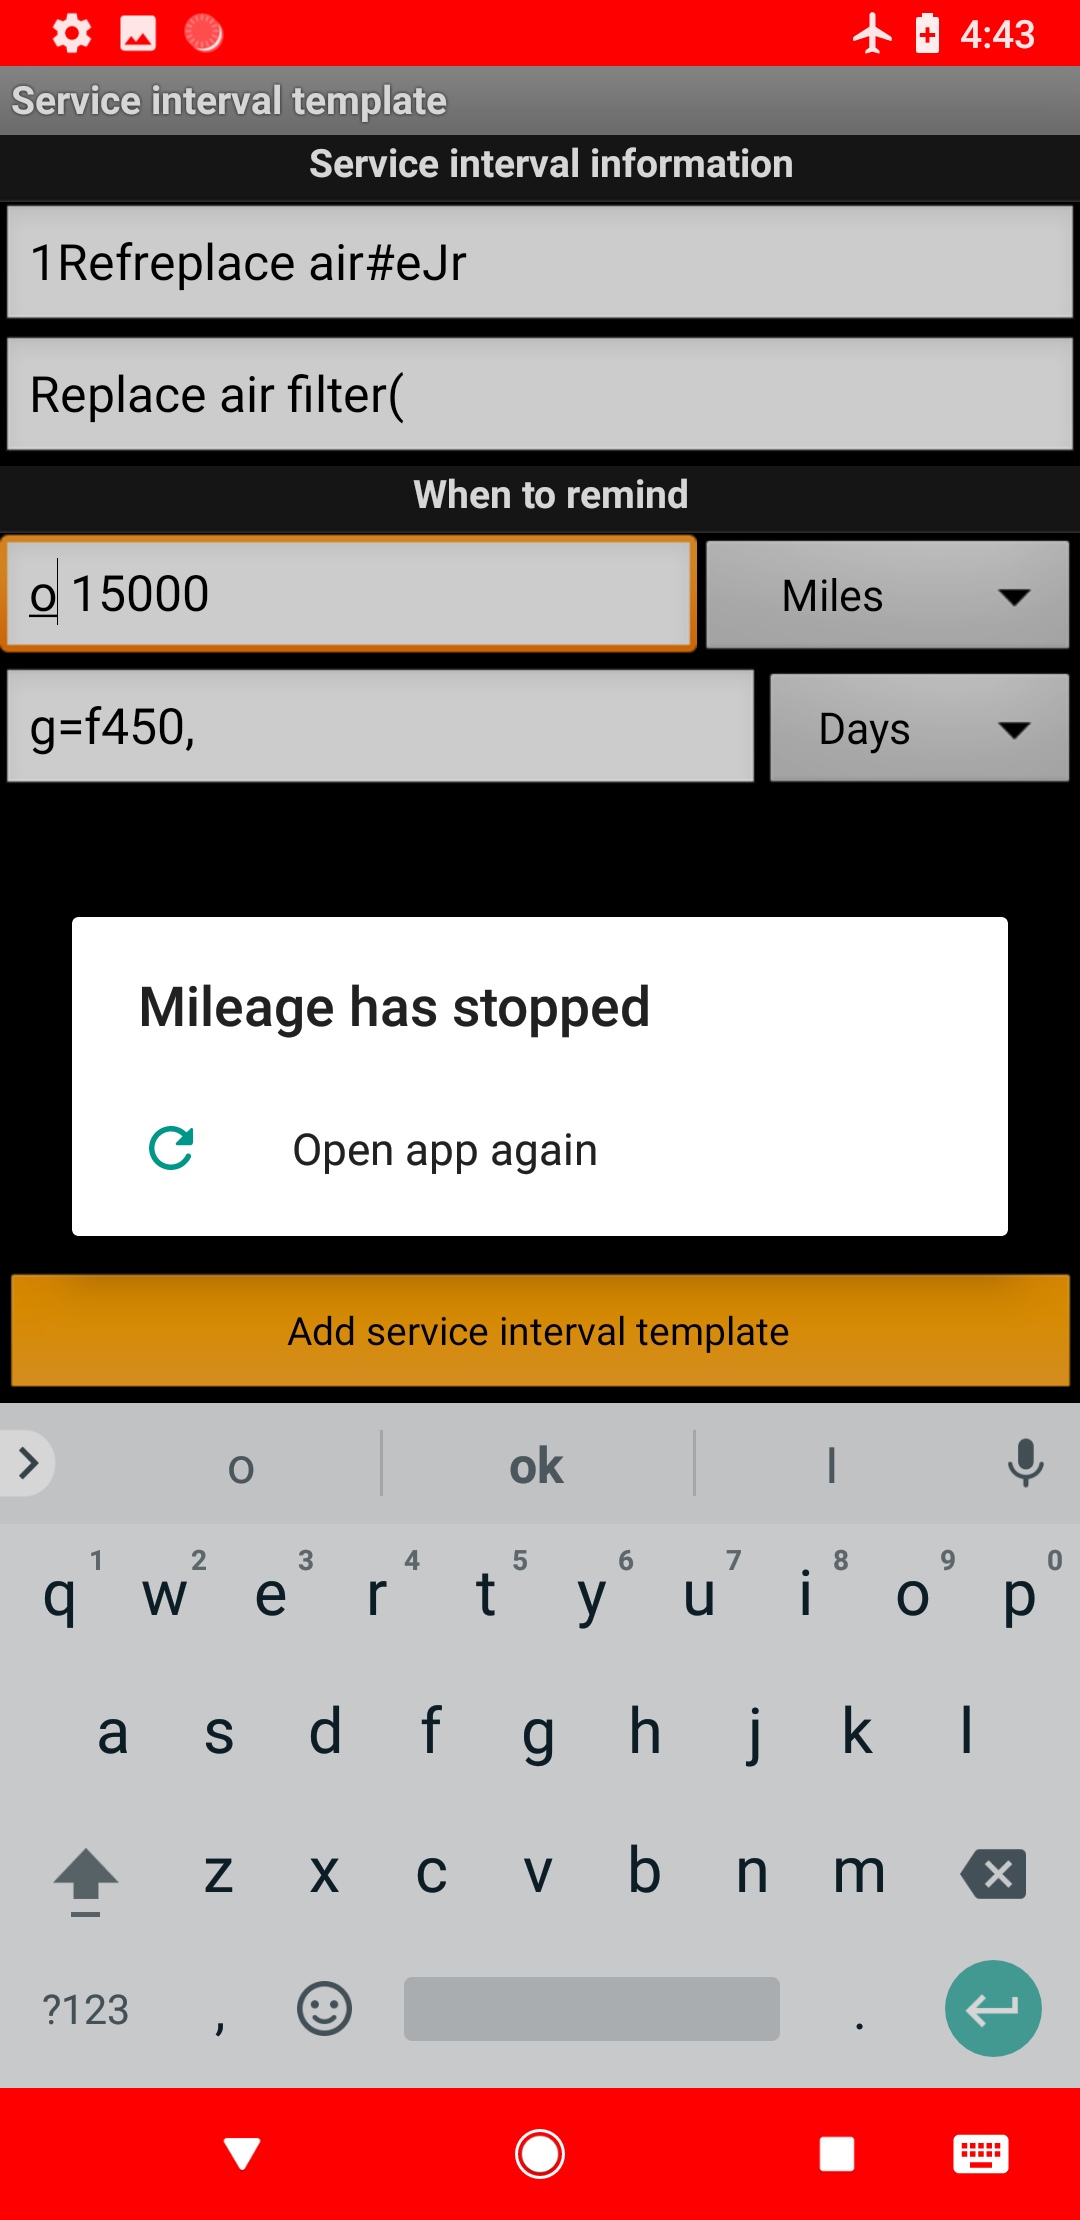 4:43
Service interval template
Service interval information
1Refreplace air#eJr
Replace air filter(
When to remind
o 15000
Miles
g=f450,
Days
Mileage has stopped
Open app again
Add service interval template
o ok I
1 2 3 4 5 6 7 8 9 0
q w e r t y u i o p
a s d f g h j k l
z x c v b n m
?123 , .